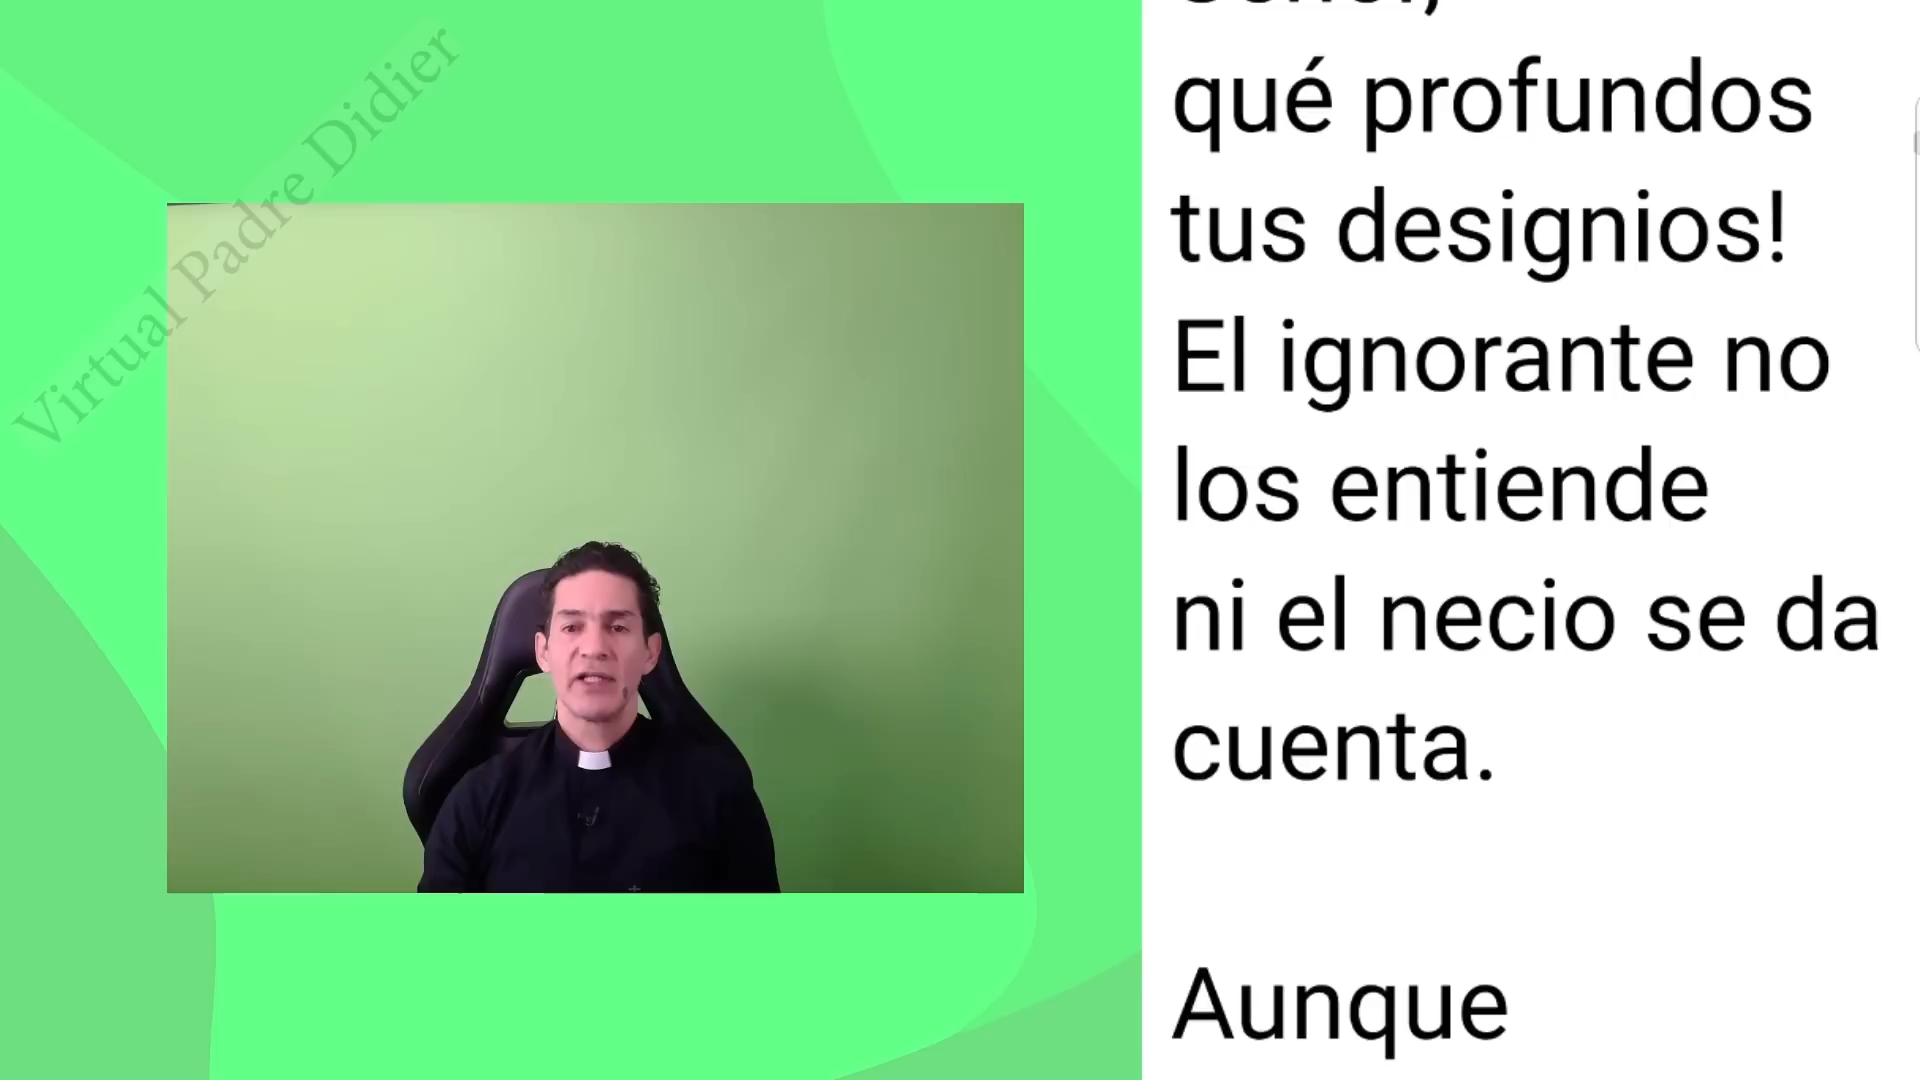 Virtual Padre Didier
qué profundos
tus designios!
El ignorante no
los entiende
ni el necio se da
cuenta.
Aunque